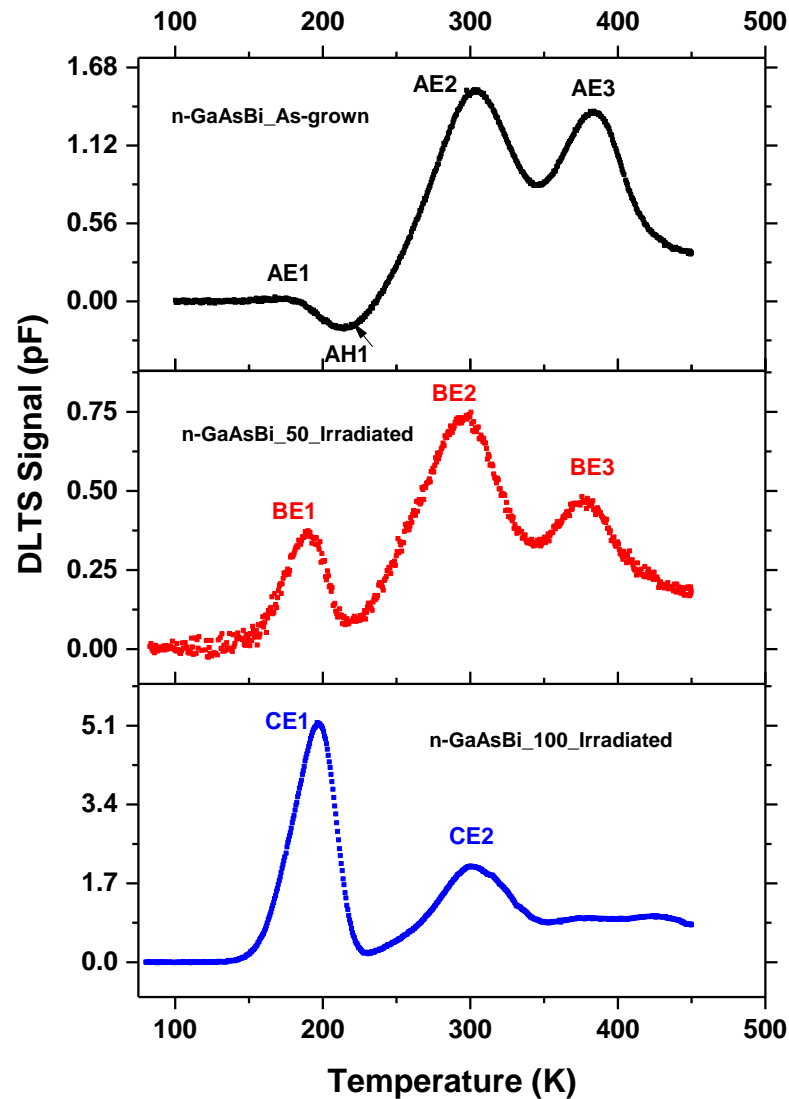 100 200 300 400 500
1.68
AE2 AE3
n-GaAsBi_As-grown
1.12
0.56
AE1
0.00
AH1
DLTS Signal (pF)
BE2
0.75
n-GaAsBi_50_Irradiated
BE3
0.50
BE1
0.25
0.00
CE1
5.1
n-GaAsBi_100_Irradiated
3.4
CE2
1.7
0.0
100 200 300 400 500
Temperature (K)